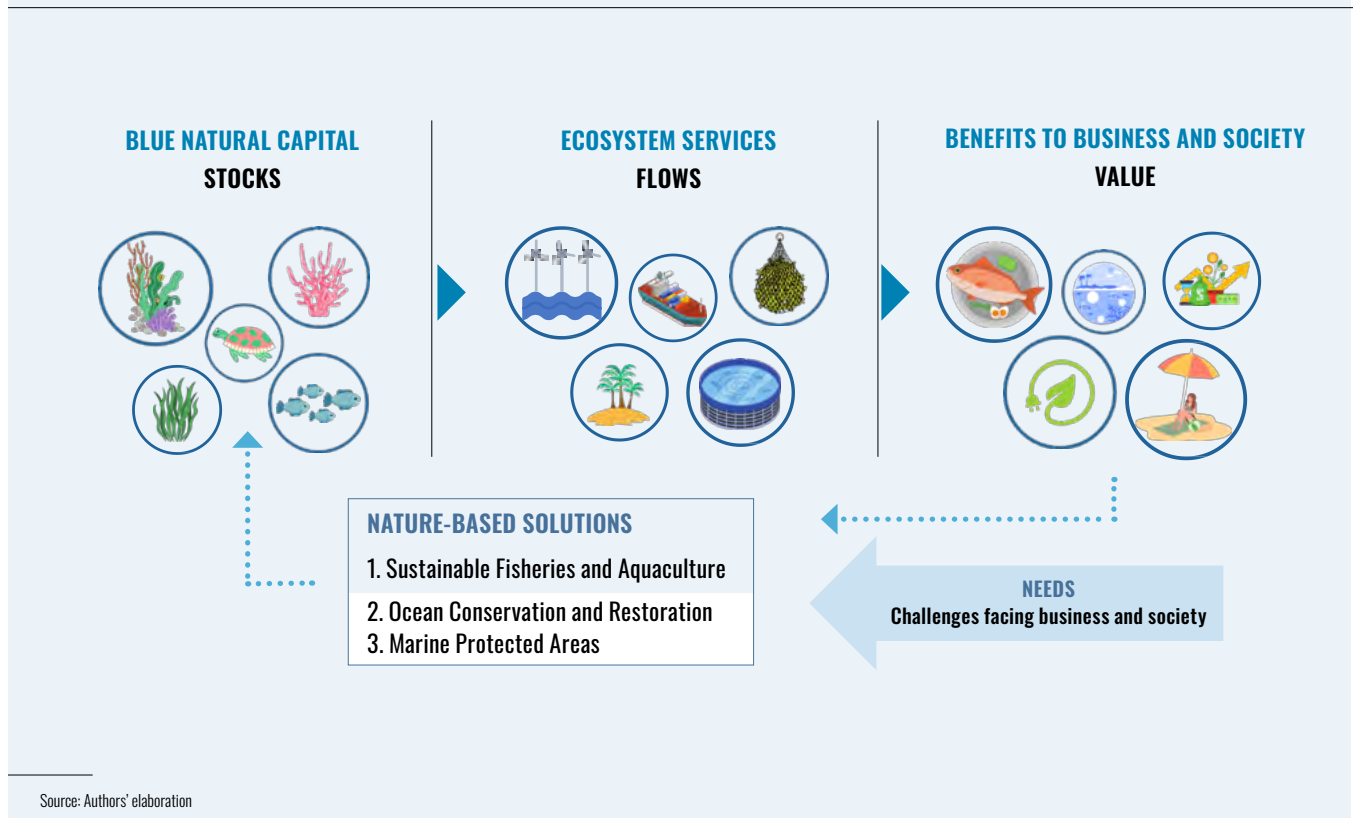 BLUE NATURAL CAPITAL
STOCKS
ECOSYSTEM SERVICES
FLOWS
BENEFITS TO BUSINESS AND SOCIETY
VALUE
NATURE-BASED SOLUTIONS
1. Sustainable Fisheries and Aquaculture
2. Ocean Conservation and Restoration
3. Marine Protected Areas
NEEDS
Challenges facing business and society
Source: Authors' elaboration